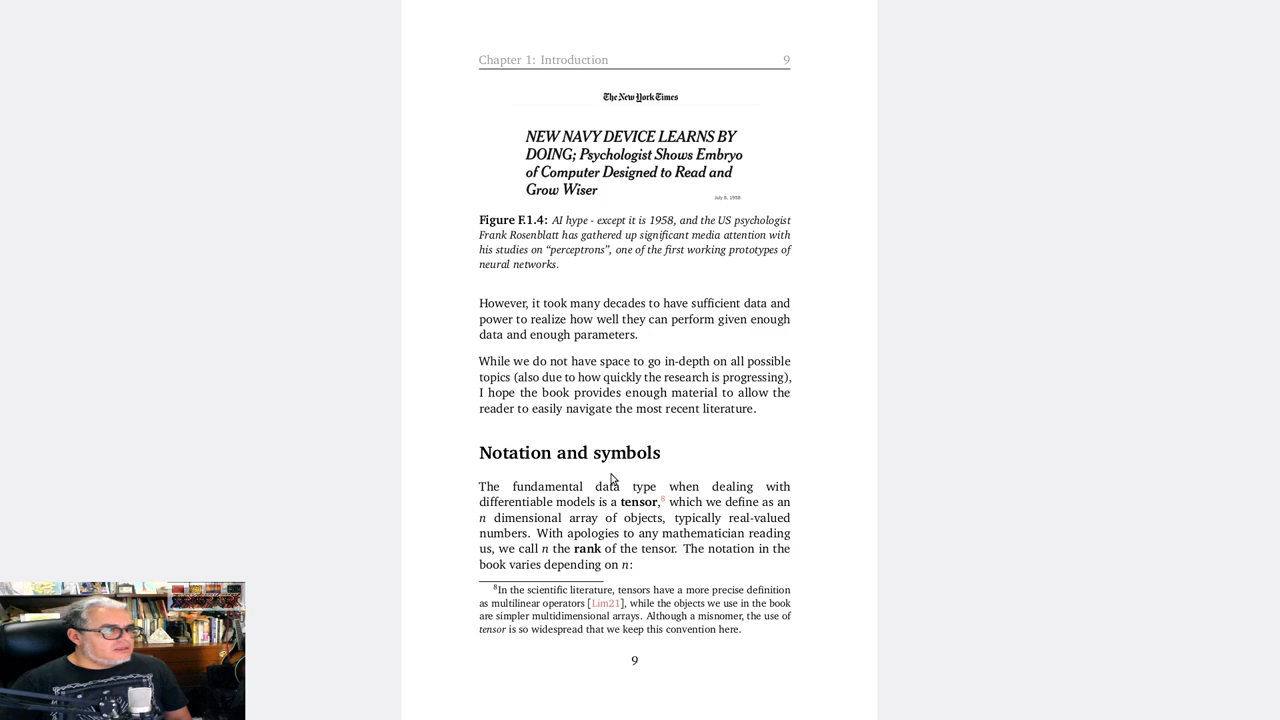 Chapter 1: Introduction 9
The New York Times
NEW NAVY DEVICE LEARNS BY
DOING; Psychologist Shows Embryo
of Computer Designed to Read and
Grow Wiser
July 8, 1958
Figure F.1.4: AI hype - except it is 1958, and the US psychologist
Frank Rosenblatt has gathered up significant media attention with
his studies on “perceptrons”, one of the first working prototypes of
neural networks.
However, it took many decades to have sufficient data and
power to realize how well they can perform given enough
data and enough parameters.
While we do not have space to go in-depth on all possible
topics (also due to how quickly the research is progressing),
I hope the book provides enough material to allow the
reader to easily navigate the most recent literature.
Notation and symbols
The fundamental data type when dealing with
differentiable models is a tensor,8 which we define as an
n dimensional array of objects, typically real-valued
numbers. With apologies to any mathematician reading
us, we call n the rank of the tensor. The notation in the
book varies depending on n:
8In the scientific literature, tensors have a more precise definition
as multilinear operators [Lim21], while the objects we use in the book
are simpler multidimensional arrays. Although a misnomer, the use of
tensor is so widespread that we keep this convention here.
9